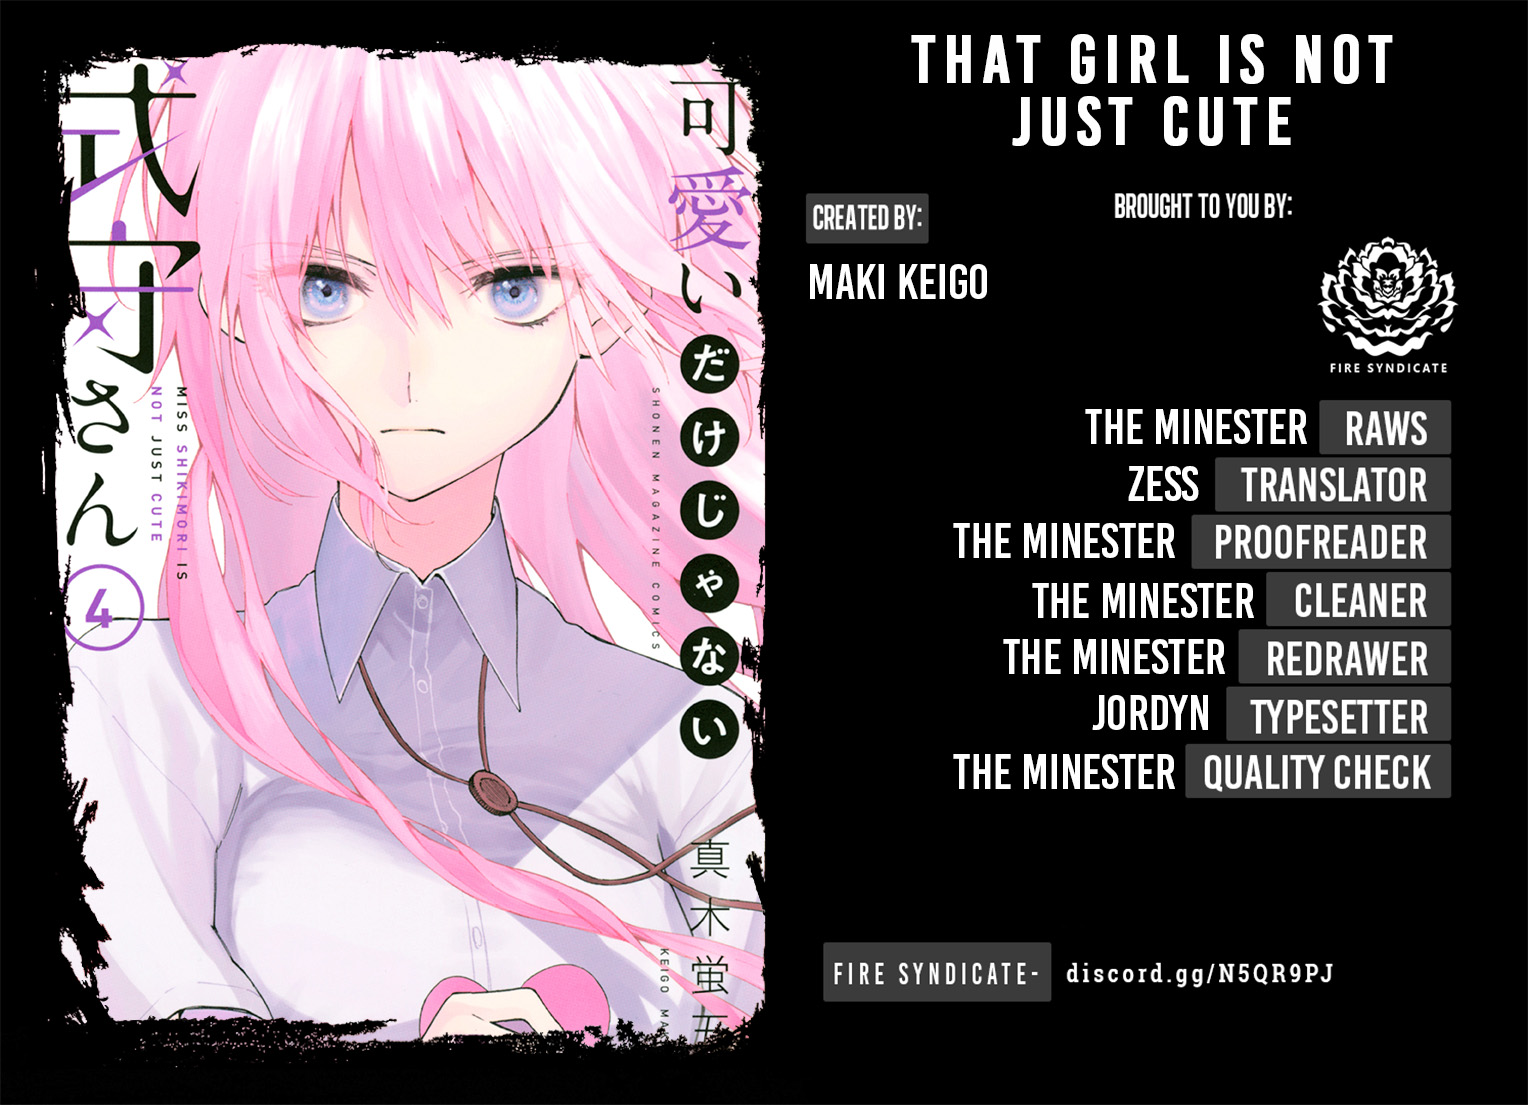 可愛いだけじゃない
式守さん
4
MISS SHIKIMORI IS
NOT JUST CUTE
SHONEN MAGAZINE COMICS
真木蛍五
KEIGO MA
THAT GIRL IS NOT
JUST CUTE
CREATED BY:
MAKI KEIGO
BROUGHT TO YOU BY:
FIRE SYNDICATE
THE MINESTER RAWS
ZESS TRANSLATOR
THE MINESTER PROOFREADER
THE MINESTER CLEANER
THE MINESTER REDRAWER
JORDYN TYPESETTER
THE MINESTER QUALITY CHECK
FIRE SYNDICATE- discord.gg/N5QR9PJ